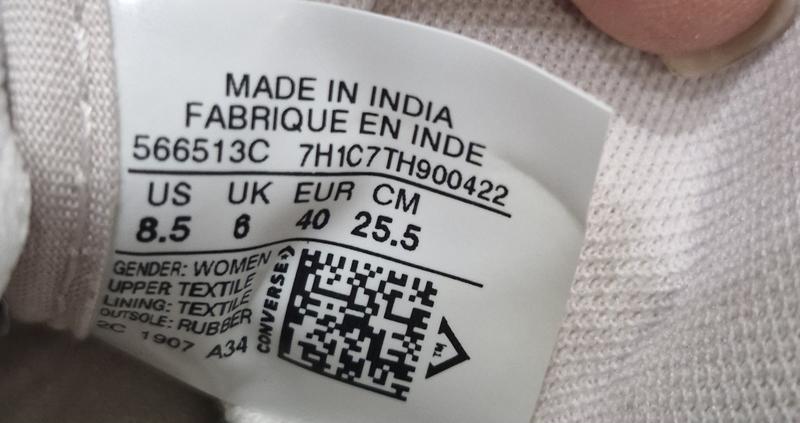 MADE IN INDIA
FABRIQUE EN INDE
566513C 7H1C7TH900422
US UK EUR CM
8.5 6 40 25.5
GENDER: WOMEN
UPPER: TEXTILE
LINING: TEXTILE
OUTSOLE: RUBBER
2C 1907 A34
CONVERSE